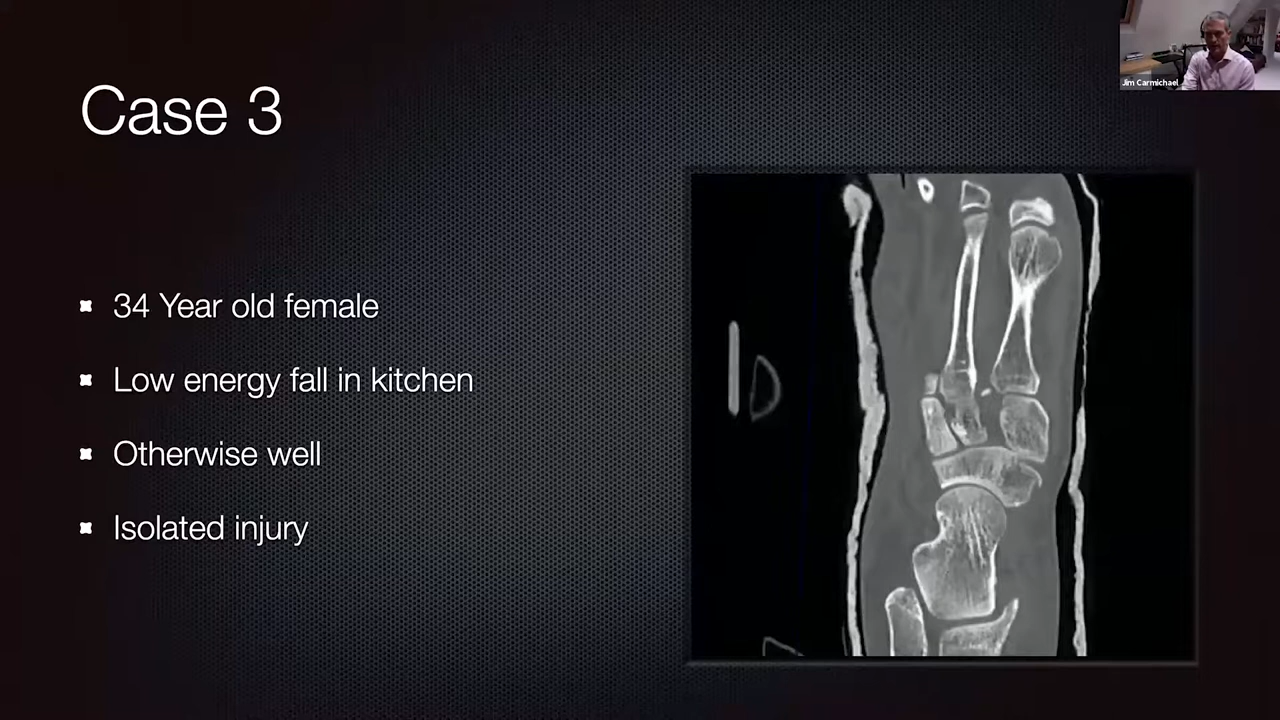 Jim Carmichael
Case 3
34 Year old female
Low energy fall in kitchen
Otherwise well
Isolated injury